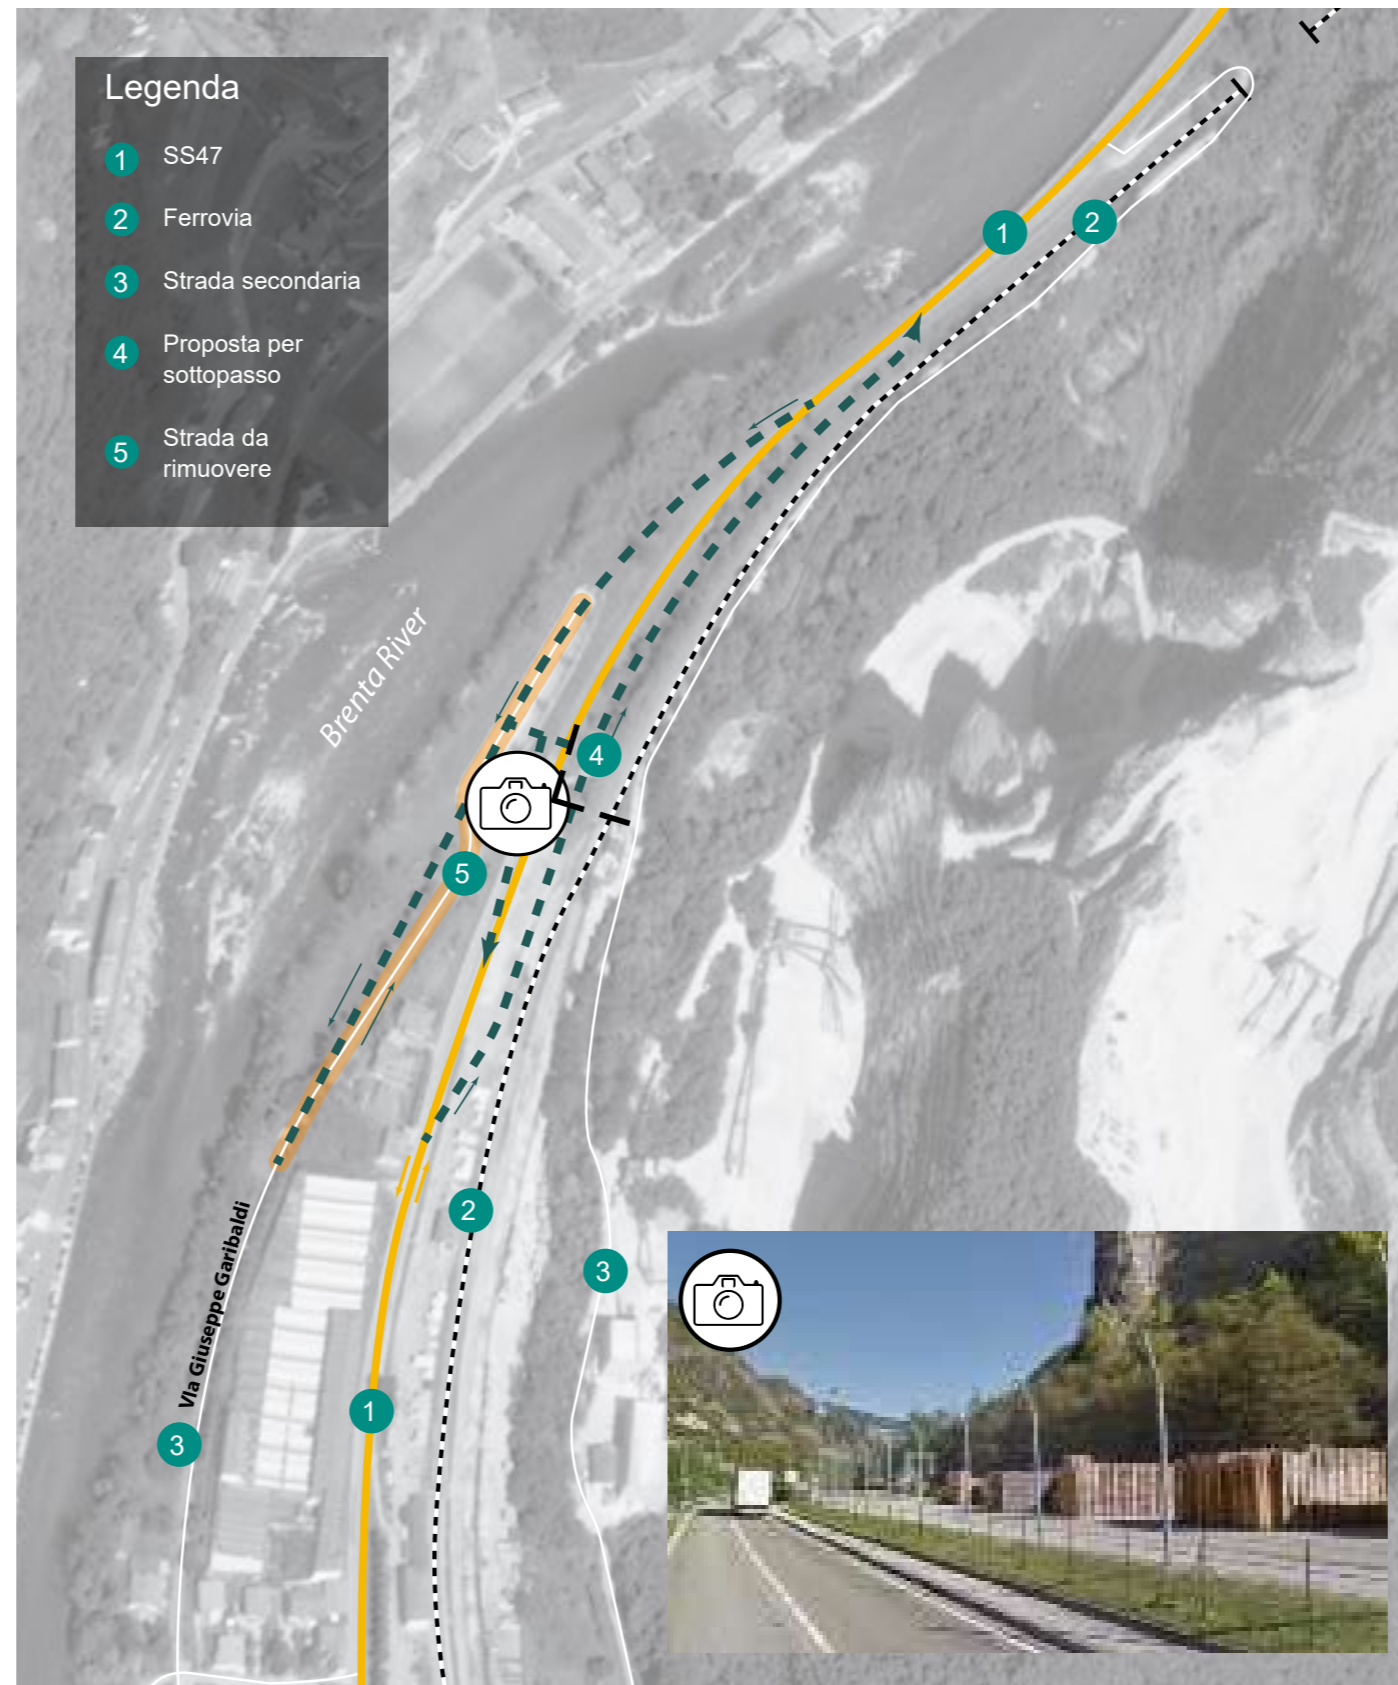 Legenda
1 SS47
2 Ferrovia
3 Strada secondaria
4 Proposta per
sottopasso
5 Strada da
rimuovere
1
2
Brenta River
4
5
2
3
VIa Giuseppe Garibaldi
1
3